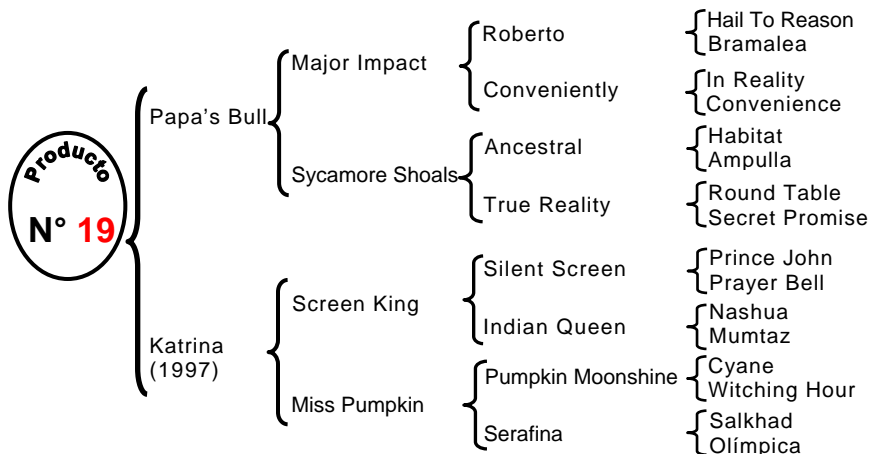 Producto
N° 19
Papa's Bull
Katrina
(1997)
Major Impact
Sycamore Shoals
Screen King
Miss Pumpkin
Roberto
Conveniently
Ancestral
True Reality
Silent Screen
Indian Queen
Pumpkin Moonshine
Serafina
Hail To Reason
Bramalea
In Reality
Convenience
Habitat
Ampulla
Round Table
Secret Promise
Prince John
Prayer Bell
Nashua
Mumtaz
Cyane
Witching Hour
Salkhad
Olímpica